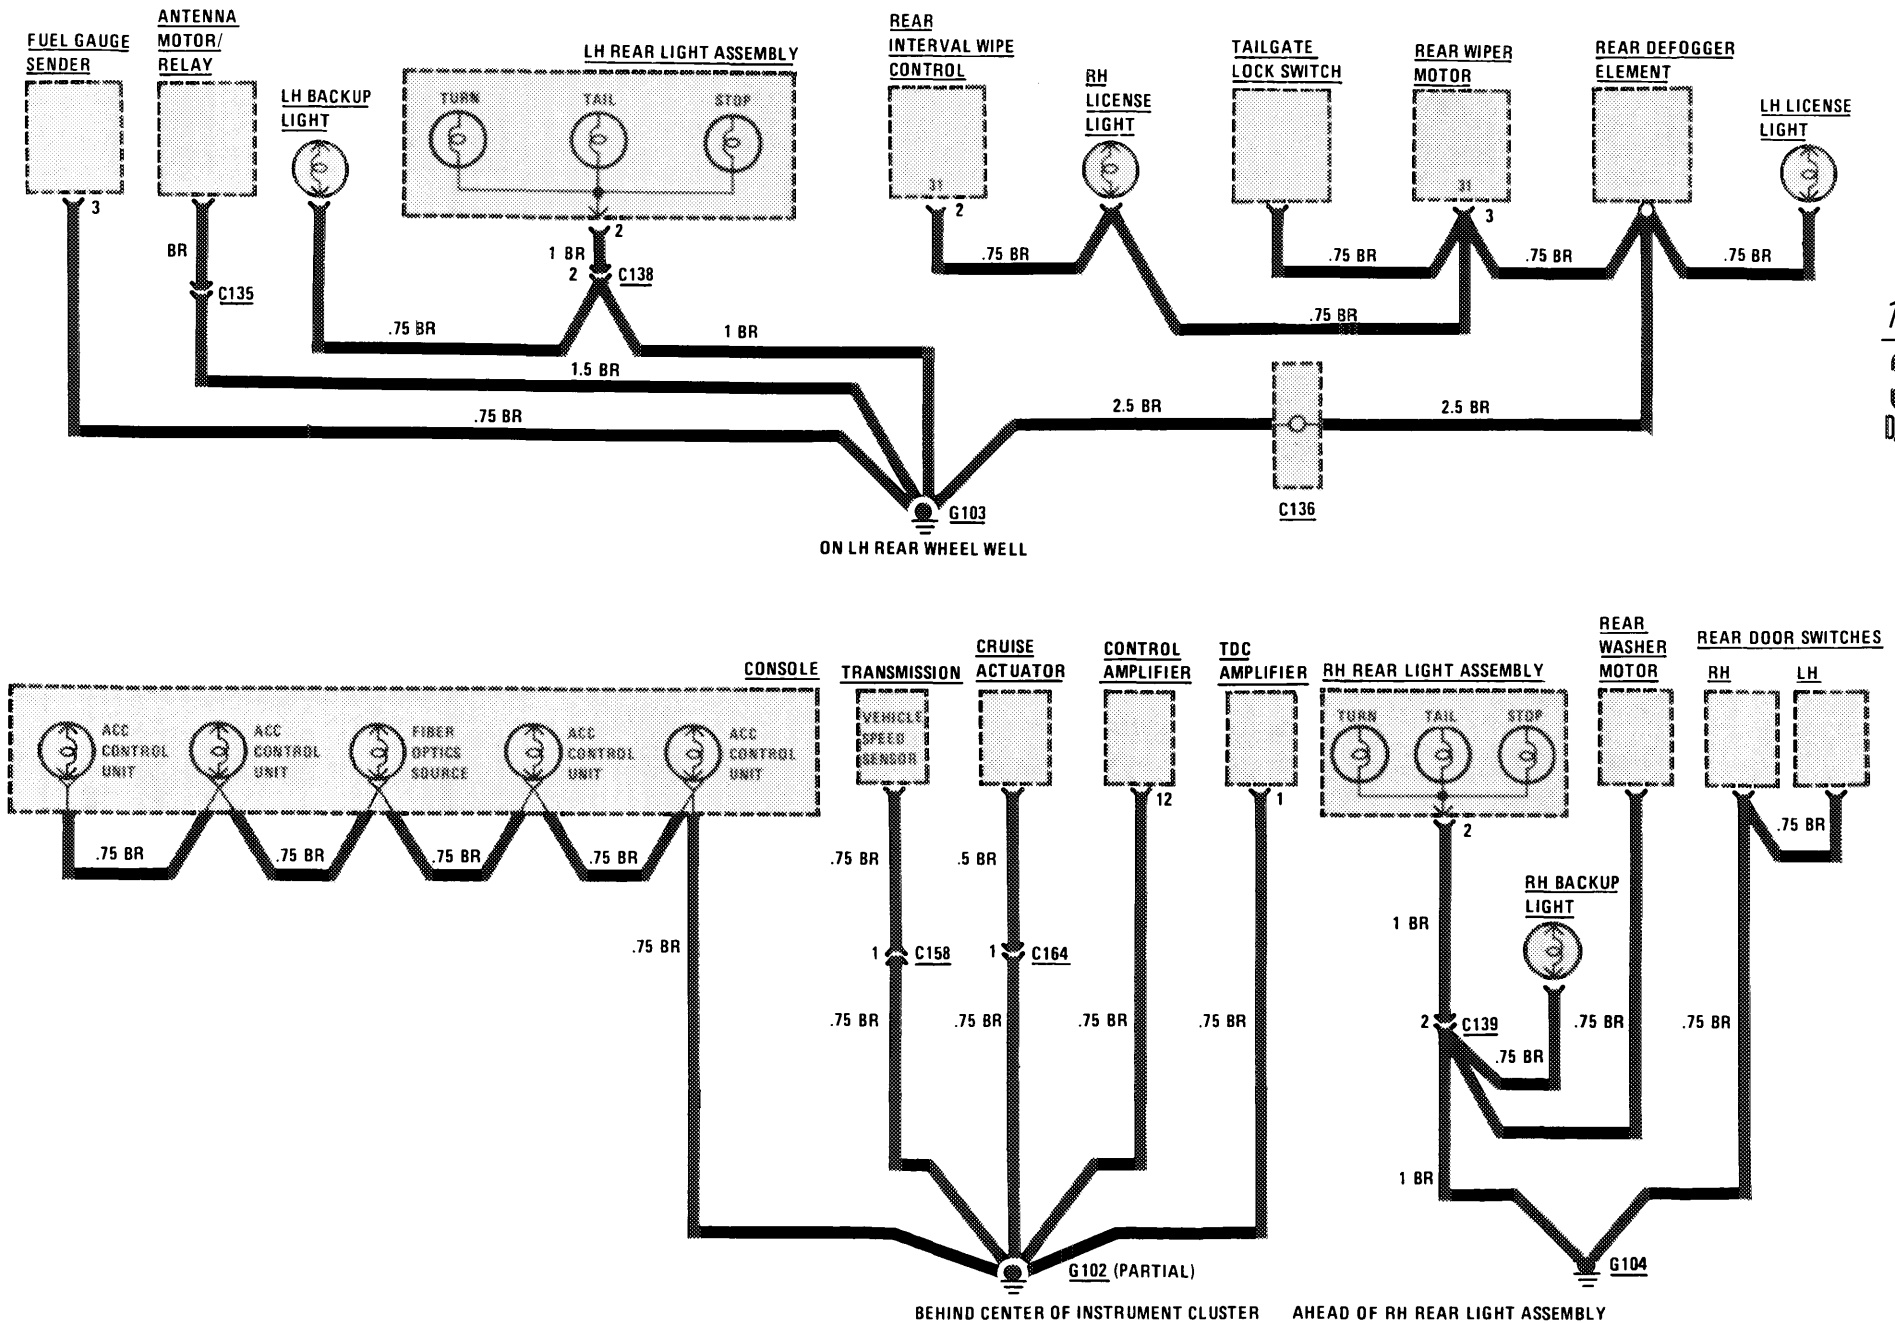 FUEL GAUGE
SENDER
3
ANTENNA
MOTOR/
RELAY
BR
C135
LH BACKUP
LIGHT
LH REAR LIGHT ASSEMBLY
TURN
TAIL
STOP
2
1 BR
2
C138
.75 BR
1 BR
1.5 BR
.75 BR
REAR
INTERVAL WIPE
CONTROL
31
2
RH
LICENSE
LIGHT
TAILGATE
LOCK SWITCH
REAR WIPER
MOTOR
31
3
REAR DEFOGGER
ELEMENT
LH LICENSE
LIGHT
.75 BR
.75 BR
.75 BR
.75 BR
.75 BR
2.5 BR
2.5 BR
C136
G103
ON LH REAR WHEEL WELL
CONSOLE
ACC
CONTROL
UNIT
ACC
CONTROL
UNIT
FIBER
OPTICS
SOURCE
ACC
CONTROL
UNIT
ACC
CONTROL
UNIT
.75 BR
.75 BR
.75 BR
.75 BR
.75 BR
TRANSMISSION
VEHICLE
SPEED
SENSOR
.75 BR
1
C158
.75 BR
CRUISE
ACTUATOR
.5 BR
1
C164
.75 BR
CONTROL
AMPLIFIER
12
.75 BR
TDC
AMPLIFIER
1
.75 BR
G102 (PARTIAL)
BEHIND CENTER OF INSTRUMENT CLUSTER
RH REAR LIGHT ASSEMBLY
TURN
TAIL
STOP
2
1 BR
RH BACKUP
LIGHT
2
C139
.75 BR
REAR
WASHER
MOTOR
.75 BR
REAR DOOR SWITCHES
RH
LH
.75 BR
.75 BR
1 BR
G104
AHEAD OF RH REAR LIGHT ASSEMBLY